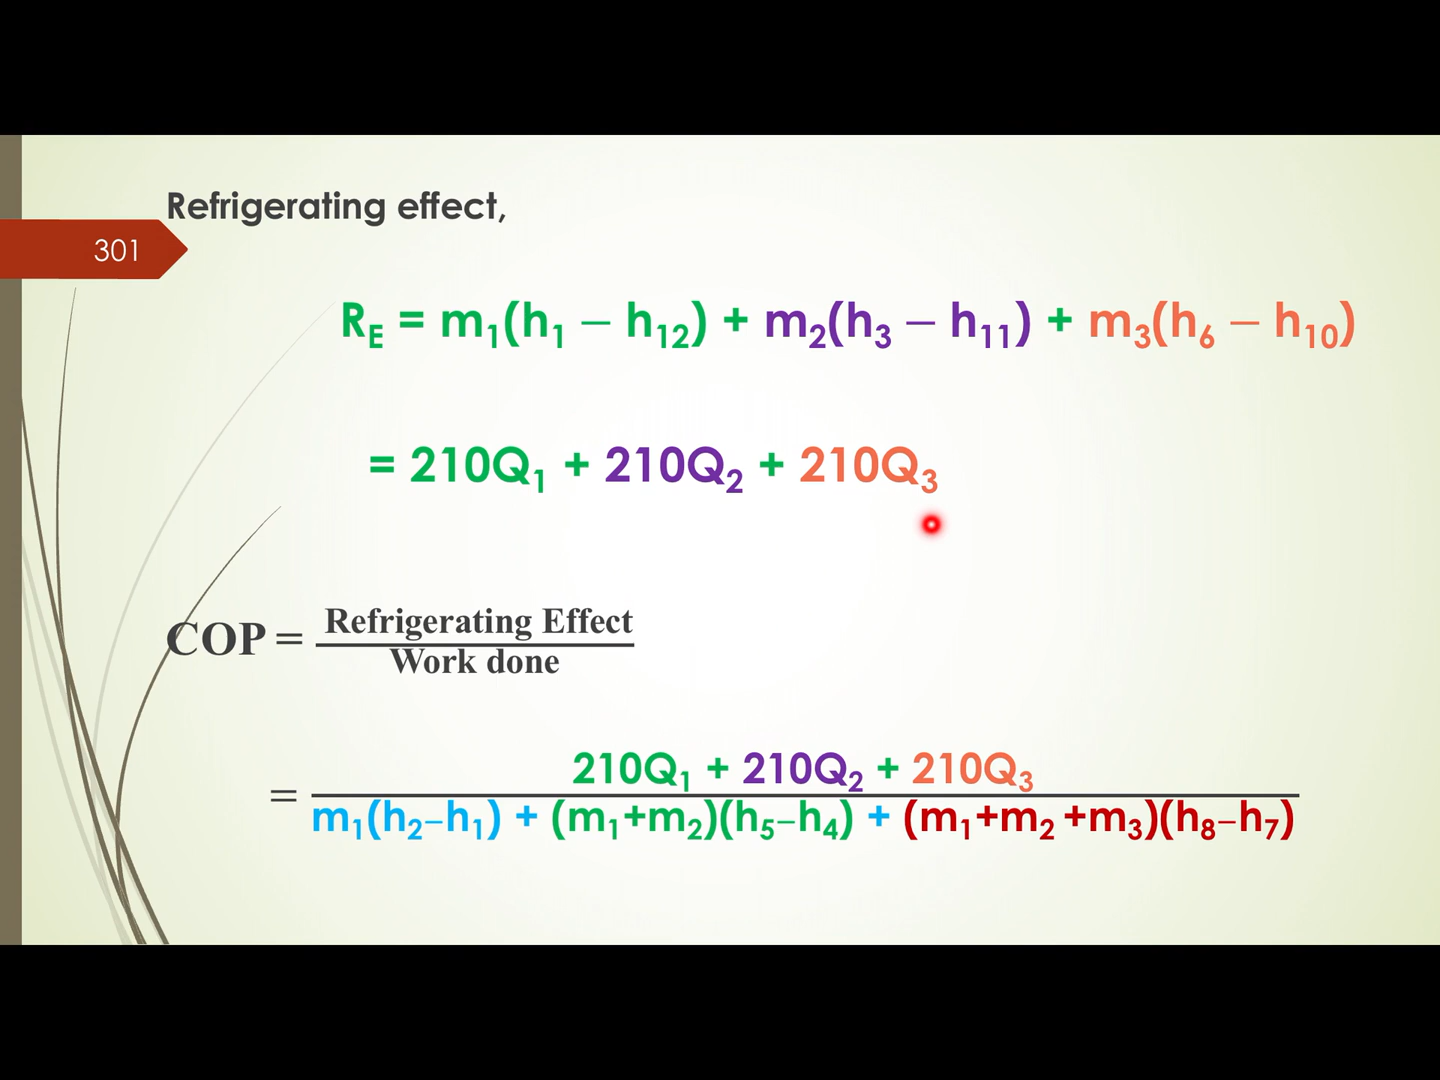 Refrigerating effect,
301
R_E = m₁(h₁ – h₁₂) + m₂(h₃ – h₁₁) + m₃(h₆ – h₁₀)
= 210Q₁ + 210Q₂ + 210Q₃
Refrigerating Effect
COP =
Work done
210Q₁ + 210Q₂ + 210Q₃
=
m₁(h₂–h₁) + (m₁+m₂)(h₅–h₄) + (m₁+m₂ +m₃)(h₈–h₇)